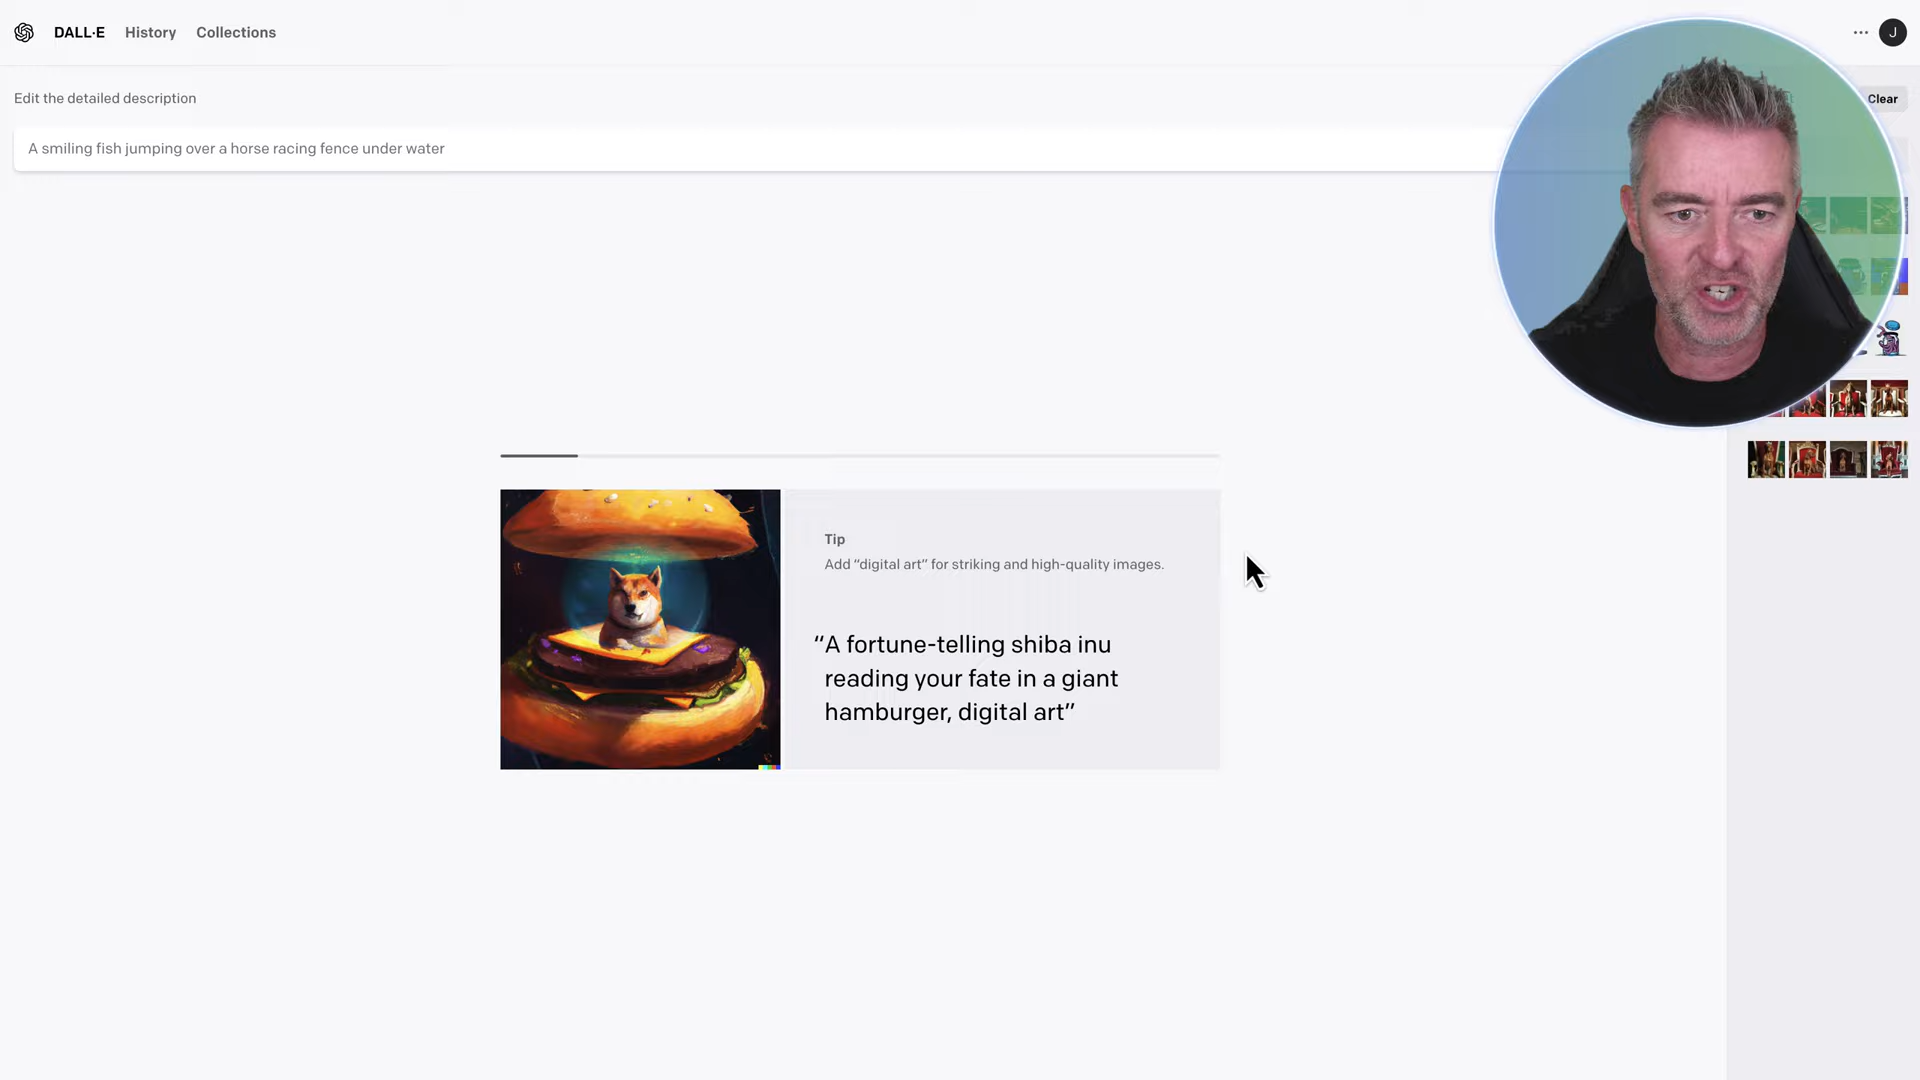 DALL·E History Collections
J
Edit the detailed description
Clear
A smiling fish jumping over a horse racing fence under water
Tip
Add “digital art” for striking and high-quality images.
“A fortune-telling shiba inu
reading your fate in a giant
hamburger, digital art”